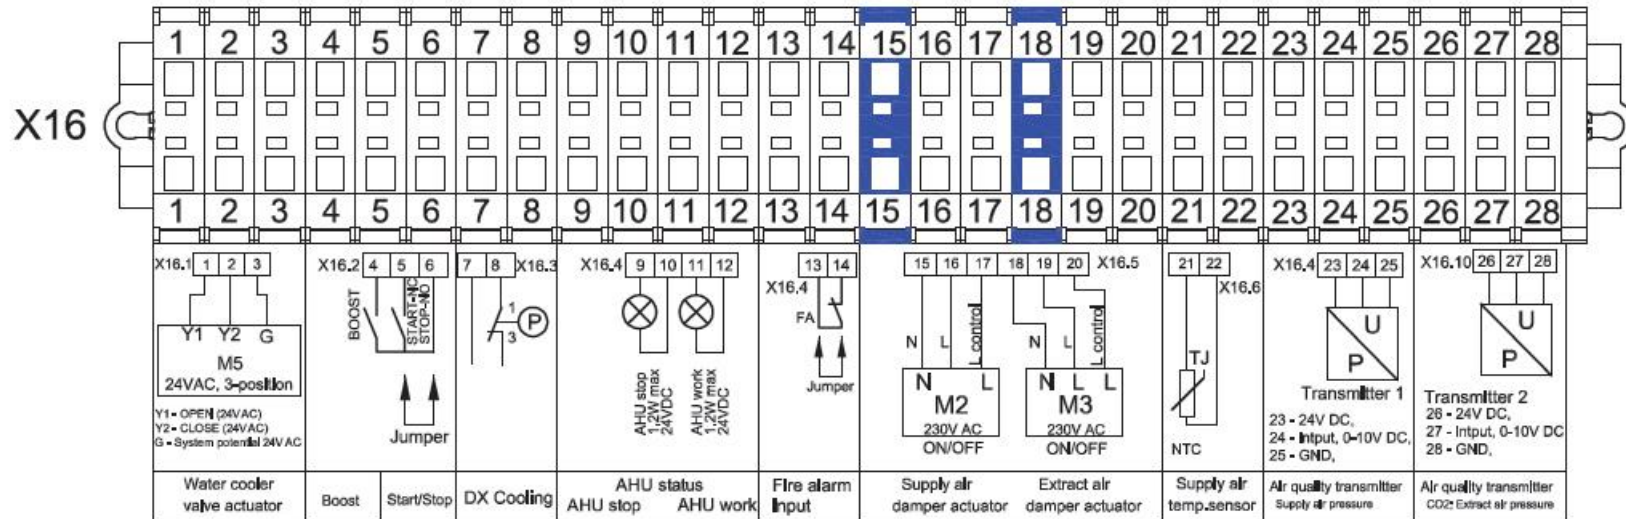 1 2 3 4 5 6 7 8 9 10 11 12 13 14 15 16 17 18 19 20 21 22 23 24 25 26 27 28
X16
1 2 3 4 5 6 7 8 9 10 11 12 13 14 15 16 17 18 19 20 21 22 23 24 25 26 27 28
X16.1 1 2 3
Y1 Y2 G
M5
24VAC, 3-position
Y1 - OPEN (24VAC)
Y2 - CLOSE (24VAC)
G - System potential 24V AC
Water cooler
valve actuator
X16.2 4 5 6
BOOST
START-NC
STOP-NO
Jumper
Boost
Start/Stop
7 8 X16.3
1
3
P
DX Cooling
X16.4 9 10 11 12
AHU stop
1,2W max
24VDC
AHU work
1,2W max
24VDC
AHU status
AHU stop AHU work
13 14
X16.4
FA
Jumper
Fire alarm
Input
15 16 17 18 19 20 X16.5
N L L control
N L
M2
230V AC
ON/OFF
N L L control
N L L
M3
230V AC
ON/OFF
Supply air
damper actuator
Extract air
damper actuator
21 22
X16.6
TJ
NTC
Supply air
temp.sensor
X16.4 23 24 25
U
P
Transmitter 1
23 - 24V DC,
24 - Intput, 0-10V DC,
25 - GND,
Air quality transmitter
Supply air pressure
X16.10 26 27 28
U
P
Transmitter 2
26 - 24V DC,
27 - Intput, 0-10V DC
28 - GND,
Air quality transmitter
CO2: Extract air pressure